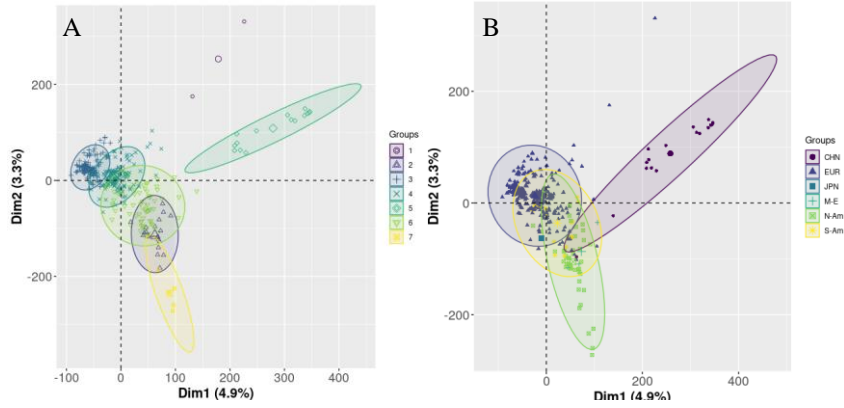 A
B
200
0
-200
Dim2 (3.3%)
-100
0
100
200
300
400
Dim1 (4.9%)
Groups
1
2
3
4
5
6
7
200
0
-200
Dim2 (3.3%)
0
200
400
Dim1 (4.9%)
Groups
CHN
EUR
JPN
M-E
N-Am
S-Am